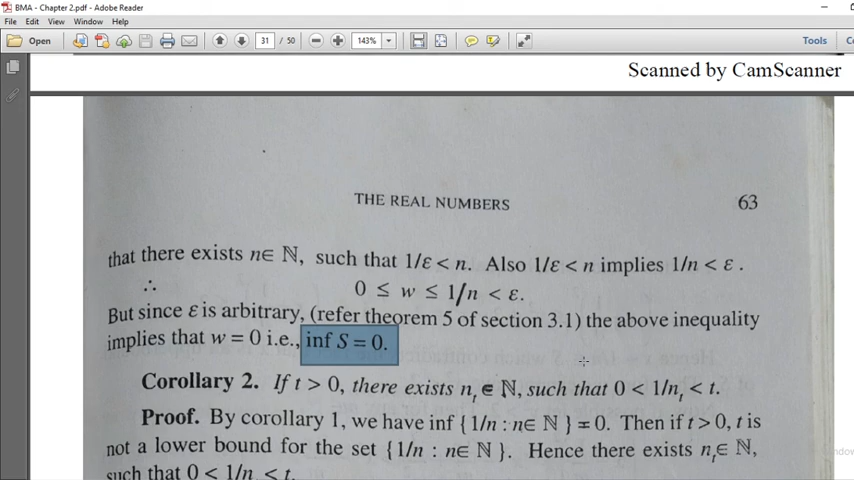 BMA - Chapter 2.pdf - Adobe Reader
File Edit View Window Help
Open 31 / 50 143% Tools
Scanned by CamScanner
THE REAL NUMBERS 63
that there exists n∈ ℕ, such that 1/ε < n. Also 1/ε < n implies 1/n < ε.
∴ 0 ≤ w ≤ 1/n < ε.
But since ε is arbitrary, (refer theorem 5 of section 3.1) the above inequality
implies that w = 0 i.e., inf S = 0.
Corollary 2. If t > 0, there exists nₜ ∈ ℕ, such that 0 < 1/nₜ < t.
Proof. By corollary 1, we have inf {1/n : n∈ ℕ } = 0. Then if t > 0, t is
not a lower bound for the set {1/n : n∈ ℕ }. Hence there exists nₜ∈ ℕ,
such that 0 < 1/nₜ < t.